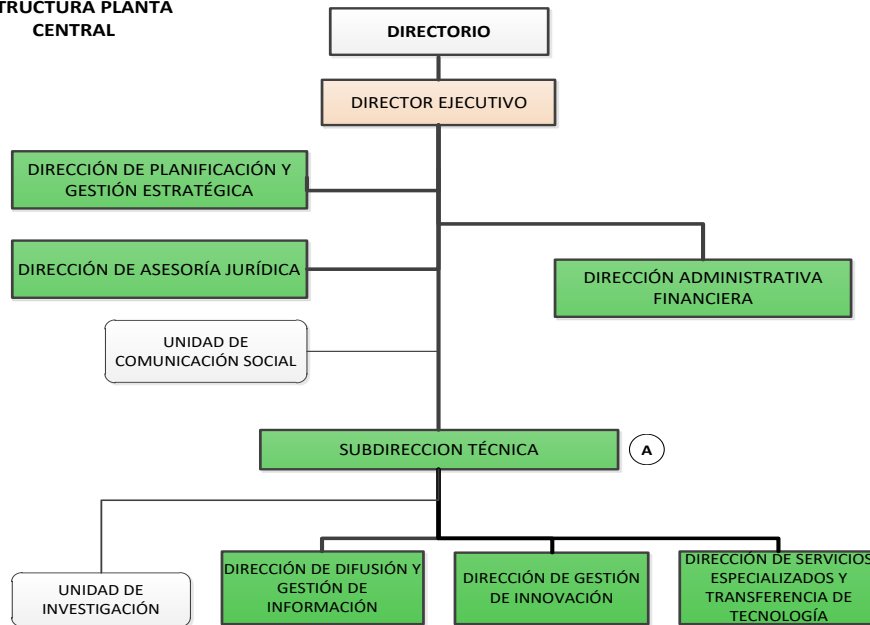 TRUCTURA PLANTA
CENTRAL
DIRECTORIO
DIRECTOR EJECUTIVO
DIRECCIÓN DE PLANIFICACIÓN Y
GESTIÓN ESTRATÉGICA
DIRECCIÓN DE ASESORÍA JURÍDICA
DIRECCIÓN ADMINISTRATIVA
FINANCIERA
UNIDAD DE
COMUNICACIÓN SOCIAL
SUBDIRECCION TÉCNICA
A
UNIDAD DE
INVESTIGACIÓN
DIRECCIÓN DE DIFUSIÓN Y
GESTIÓN DE
INFORMACIÓN
DIRECCIÓN DE GESTIÓN
DE INNOVACIÓN
DIRECCIÓN DE SERVICIOS
ESPECIALIZADOS Y
TRANSFERENCIA DE
TECNOLOGÍA